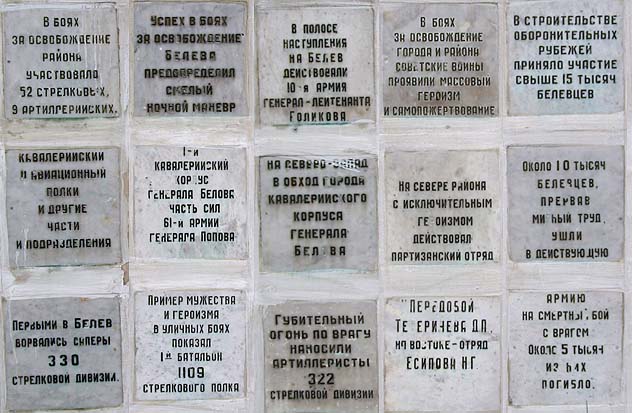 В БОЯХ
ЗА ОСВОБОЖДЕНИЕ
РАЙОНА
УЧАСТВОВАЛО
52 СТРЕЛКОВЫХ,
9 АРТИЛЛЕРИЙСКИХ,
КАВАЛЕРИЙСКИЙ
И АВИАЦИОННЫЙ
ПОЛКИ
И ДРУГИЕ
ЧАСТИ
И ПОДРАЗДЕЛЕНИЯ
ПЕРВЫМИ В БЕЛЕВ
ВОРВАЛИСЬ САПЕРЫ
330
СТРЕЛКОВОЙ ДИВИЗИИ.
УСПЕХ В БОЯХ
ЗА ОСВОБОЖДЕНИЕ
БЕЛЕВА
ПРЕДОПРЕДЕЛИЛ
СМЕЛЫЙ
НОЧНОЙ МАНЕВР
1-Й
КАВАЛЕРИЙСКИЙ
КОРПУС
ГЕНЕРАЛА БЕЛОВА
ЧАСТЬ СИЛ
61-Й АРМИИ
ГЕНЕРАЛА ПОПОВА
ПРИМЕР МУЖЕСТВА
И ГЕРОИЗМА
В УЛИЧНЫХ БОЯХ
ПОКАЗАЛ
1Й БАТАЛЬОН
1109
СТРЕЛКОВОГО ПОЛКА
В ПОЛОСЕ
НАСТУПЛЕНИЯ
НА БЕЛЕВ
ДЕЙСТВОВАЛИ
10-Я АРМИЯ
ГЕНЕРАЛ-ЛЕЙТЕНАНТА
ГОЛИКОВА
НА СЕВЕРО-ЗАПАД
В ОБХОД ГОРОДА
КАВАЛЕРИЙСКОГО
КОРПУСА
ГЕНЕРАЛА
БЕЛОВА
ГУБИТЕЛЬНЫЙ
ОГОНЬ ПО ВРАГУ
НАНОСИЛИ
АРТИЛЛЕРИСТЫ
322
СТРЕЛКОВОЙ ДИВИЗИИ
В БОЯХ
ЗА ОСВОБОЖДЕНИЕ
ГОРОДА И РАЙОНА
СОВЕТСКИЕ ВОИНЫ
ПРОЯВИЛИ МАССОВЫЙ
ГЕРОИЗМ
И САМОПОЖЕРТВОВАНИЕ
НА СЕВЕРЕ РАЙОНА
С ИСКЛЮЧИТЕЛЬНЫМ
ГЕРОИЗМОМ
ДЕЙСТВОВАЛ
ПАРТИЗАНСКИЙ ОТРЯД
"ПЕРЕДОВОЙ"
ТЕТЕРИЧЕВА Д.П.
НА ВОСТОКЕ-ОТРЯД
ЕСИПОВА Н.Г.
В СТРОИТЕЛЬСТВЕ
ОБОРОНИТЕЛЬНЫХ
РУБЕЖЕЙ
ПРИНЯЛО УЧАСТИЕ
СВЫШЕ 15 ТЫСЯЧ
БЕЛЕВЦЕВ
ОКОЛО 10 ТЫСЯЧ
БЕЛЕВЦЕВ,
ПРЕРВАВ
МИРНЫЙ ТРУД,
УШЛИ
В ДЕЙСТВУЮЩУЮ
АРМИЮ
НА СМЕРТНЫЙ БОЙ
С ВРАГОМ
ОКОЛО 5 ТЫСЯЧ
ИЗ НИХ
ПОГИБЛО.